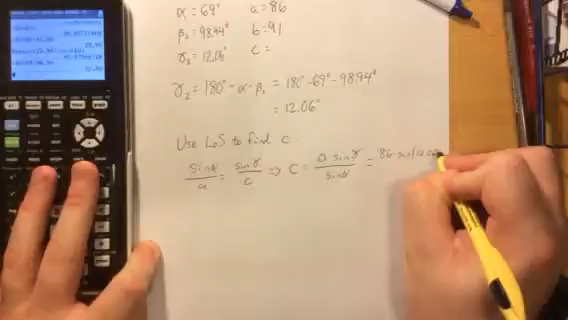 α = 69° a = 86
β₂ = 98.94° b = 91
γ₂ = 12.06° c =
γ₂ = 180° - α - β₂ = 180° - 69° - 98.94°
= 12.06°
Use LoS to find c
sinα/a = sinγ/c ⇒ c = a sinγ/sinα = 86·sin(12.06